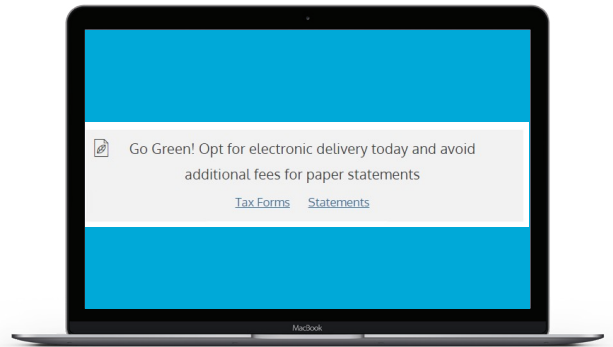 Go Green! Opt for electronic delivery today and avoid
additional fees for paper statements
Tax Forms Statements
MacBook